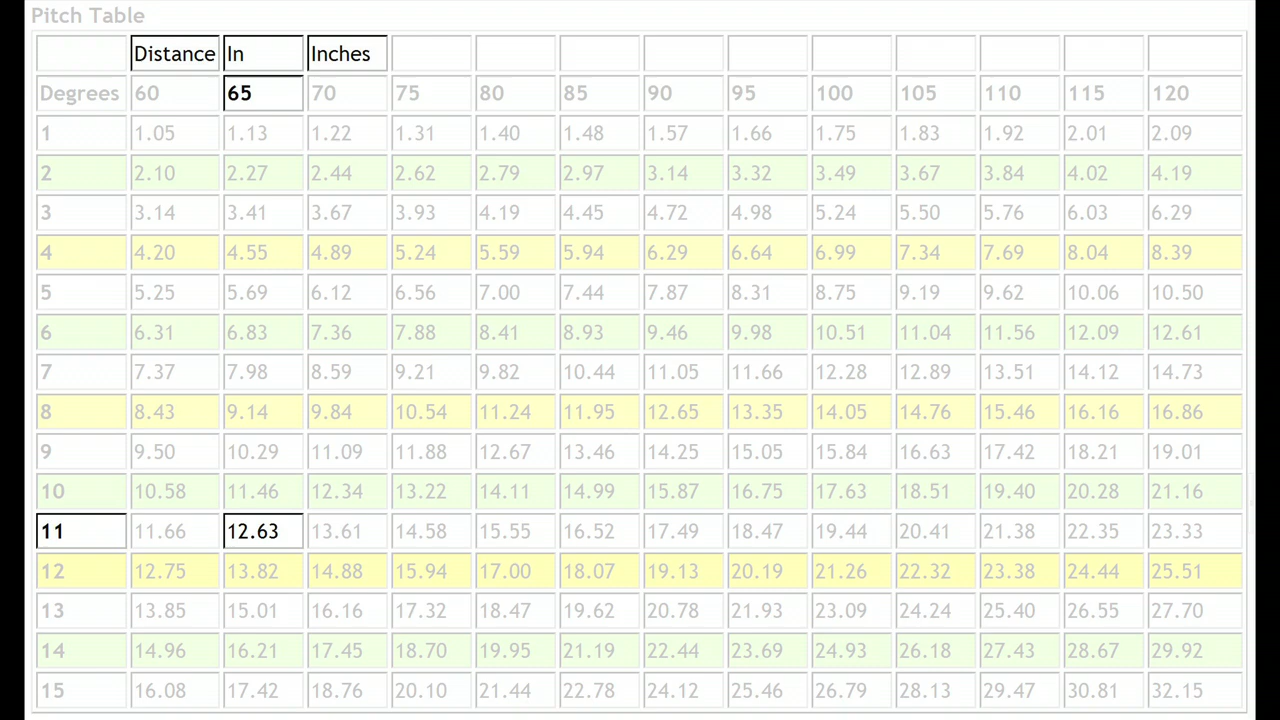 Pitch Table
Distance In Inches
Degrees 60 65 70 75 80 85 90 95 100 105 110 115 120
1 1.05 1.13 1.22 1.31 1.40 1.48 1.57 1.66 1.75 1.83 1.92 2.01 2.09
2 2.10 2.27 2.44 2.62 2.79 2.97 3.14 3.32 3.49 3.67 3.84 4.02 4.19
3 3.14 3.41 3.67 3.93 4.19 4.45 4.72 4.98 5.24 5.50 5.76 6.03 6.29
4 4.20 4.55 4.89 5.24 5.59 5.94 6.29 6.64 6.99 7.34 7.69 8.04 8.39
5 5.25 5.69 6.12 6.56 7.00 7.44 7.87 8.31 8.75 9.19 9.62 10.06 10.50
6 6.31 6.83 7.36 7.88 8.41 8.93 9.46 9.98 10.51 11.04 11.56 12.09 12.61
7 7.37 7.98 8.59 9.21 9.82 10.44 11.05 11.66 12.28 12.89 13.51 14.12 14.73
8 8.43 9.14 9.84 10.54 11.24 11.95 12.65 13.35 14.05 14.76 15.46 16.16 16.86
9 9.50 10.29 11.09 11.88 12.67 13.46 14.25 15.05 15.84 16.63 17.42 18.21 19.01
10 10.58 11.46 12.34 13.22 14.11 14.99 15.87 16.75 17.63 18.51 19.40 20.28 21.16
11 11.66 12.63 13.61 14.58 15.55 16.52 17.49 18.47 19.44 20.41 21.38 22.35 23.33
12 12.75 13.82 14.88 15.94 17.00 18.07 19.13 20.19 21.26 22.32 23.38 24.44 25.51
13 13.85 15.01 16.16 17.32 18.47 19.62 20.78 21.93 23.09 24.24 25.40 26.55 27.70
14 14.96 16.21 17.45 18.70 19.95 21.19 22.44 23.69 24.93 26.18 27.43 28.67 29.92
15 16.08 17.42 18.76 20.10 21.44 22.78 24.12 25.46 26.79 28.13 29.47 30.81 32.15